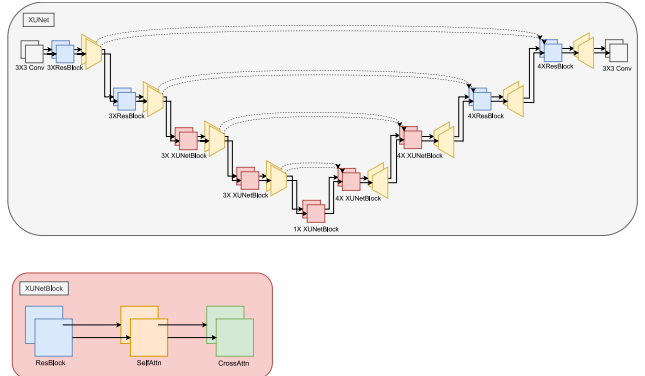 XUNet
3X3 Conv
3XResBlock
4XResBlock
3X3 Conv
3XResBlock
4XResBlock
3X XUNetBlock
4X XUNetBlock
3X XUNetBlock
4X XUNetBlock
1X XUNetBlock
XUNetBlock
ResBlock
SelfAttn
CrossAttn